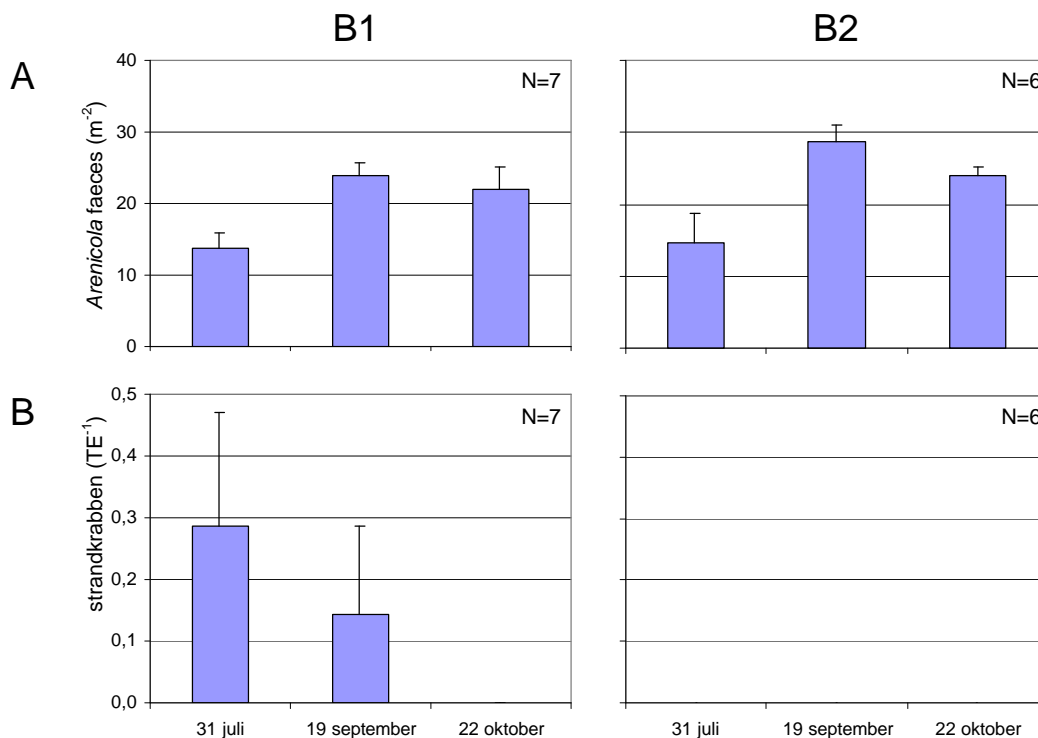 B1 B2
A
Arenicola faeces (m⁻²)
40
30
20
10
0
N=7
N=6
B
strandkrabben (TE⁻¹)
0,5
0,4
0,3
0,2
0,1
0,0
N=7
N=6
31 juli 19 september 22 oktober 31 juli 19 september 22 oktober